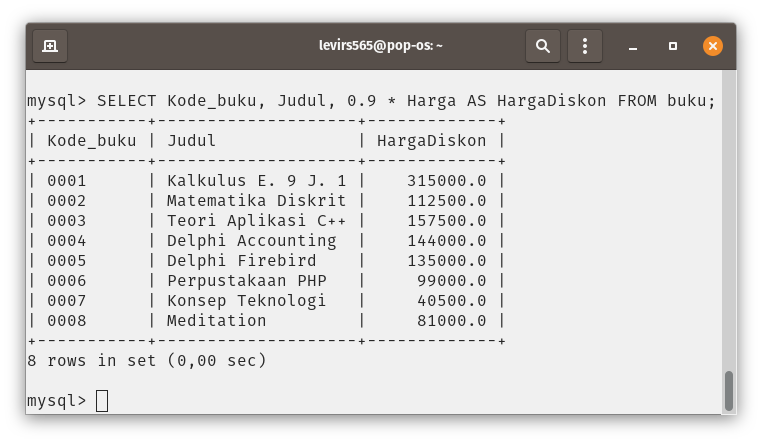 levirs565@pop-os: ~
mysql> SELECT Kode_buku, Judul, 0.9 * Harga AS HargaDiskon FROM buku;
+-----------+--------------------+-------------+
| Kode_buku | Judul              | HargaDiskon |
+-----------+--------------------+-------------+
| 0001      | Kalkulus E. 9 J. 1 |    315000.0 |
| 0002      | Matematika Diskrit |    112500.0 |
| 0003      | Teori Aplikasi C++ |    157500.0 |
| 0004      | Delphi Accounting  |    144000.0 |
| 0005      | Delphi Firebird    |    135000.0 |
| 0006      | Perpustakaan PHP   |     99000.0 |
| 0007      | Konsep Teknologi   |     40500.0 |
| 0008      | Meditation         |     81000.0 |
+-----------+--------------------+-------------+
8 rows in set (0,00 sec)
mysql>